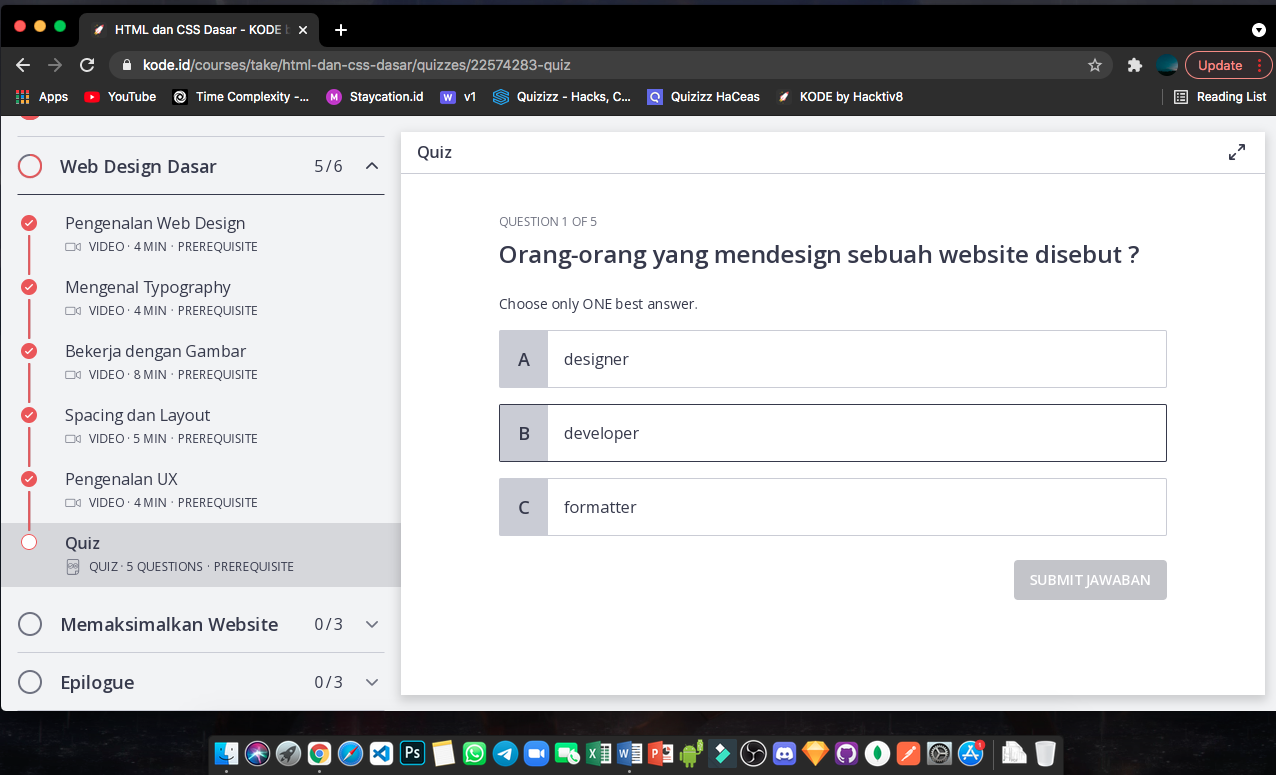 HTML dan CSS Dasar - KODE b
kode.id/courses/take/html-dan-css-dasar/quizzes/22574283-quiz
Update
Apps YouTube Time Complexity -... Staycation.id v1 Quizizz - Hacks, C... Quizizz HaCeas KODE by Hacktiv8 Reading List
Web Design Dasar 5 / 6
Pengenalan Web Design
VIDEO · 4 MIN · PREREQUISITE
Mengenal Typography
VIDEO · 4 MIN · PREREQUISITE
Bekerja dengan Gambar
VIDEO · 8 MIN · PREREQUISITE
Spacing dan Layout
VIDEO · 5 MIN · PREREQUISITE
Pengenalan UX
VIDEO · 4 MIN · PREREQUISITE
Quiz
QUIZ · 5 QUESTIONS · PREREQUISITE
Memaksimalkan Website 0 / 3
Epilogue 0 / 3
Quiz
QUESTION 1 OF 5
Orang-orang yang mendesign sebuah website disebut ?
Choose only ONE best answer.
A designer
B developer
C formatter
SUBMIT JAWABAN
Ps